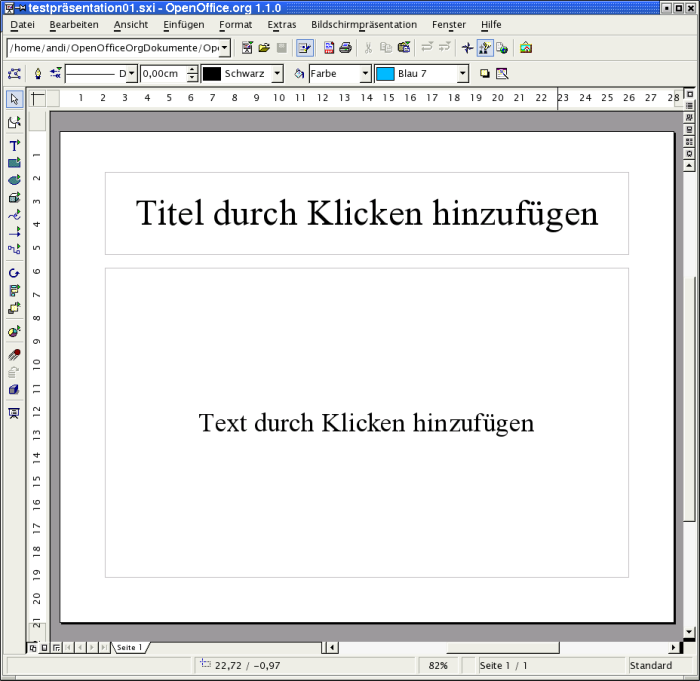 testpräsentation01.sxi - OpenOffice.org 1.1.0
Datei Bearbeiten Ansicht Einfügen Format Extras Bildschirmpräsentation Fenster Hilfe
/home/andi/OpenOfficeOrgDokumente/Op
D 0,00cm Schwarz Farbe Blau 7
1 2 3 4 5 6 7 8 9 10 11 12 13 14 15 16 17 18 19 20 21 22 23 24 25 26 27 28
1
2
3
4
5
6
7
8
9
10
11
12
13
14
15
16
17
18
19
20
21
Titel durch Klicken hinzufügen
Text durch Klicken hinzufügen
Seite 1
22,72 / -0,97 82% Seite 1 / 1 Standard